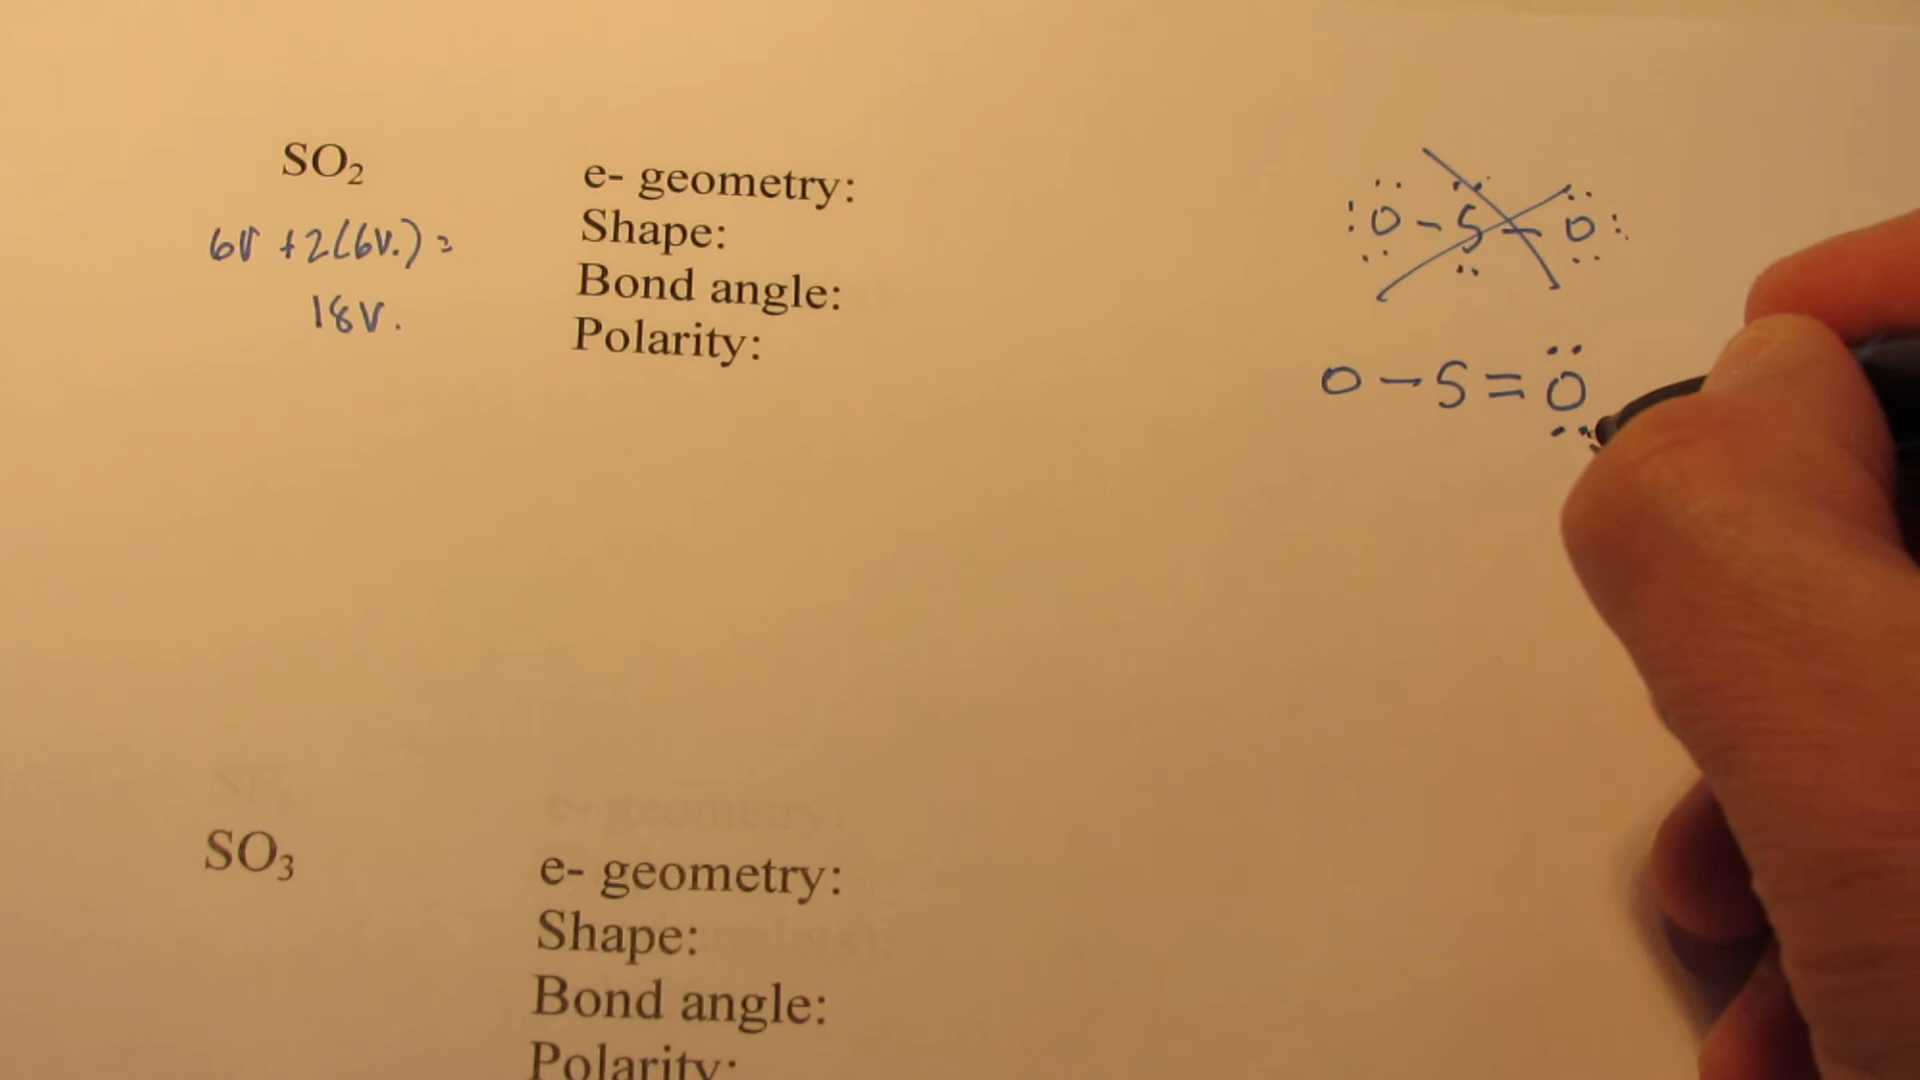 SO₂
6V + 2(6V.) =
18V.
e- geometry:
Shape:
Bond angle:
Polarity:
:O - S - O:
O - S = O
SO₃
e- geometry:
Shape:
Bond angle:
Polarity: